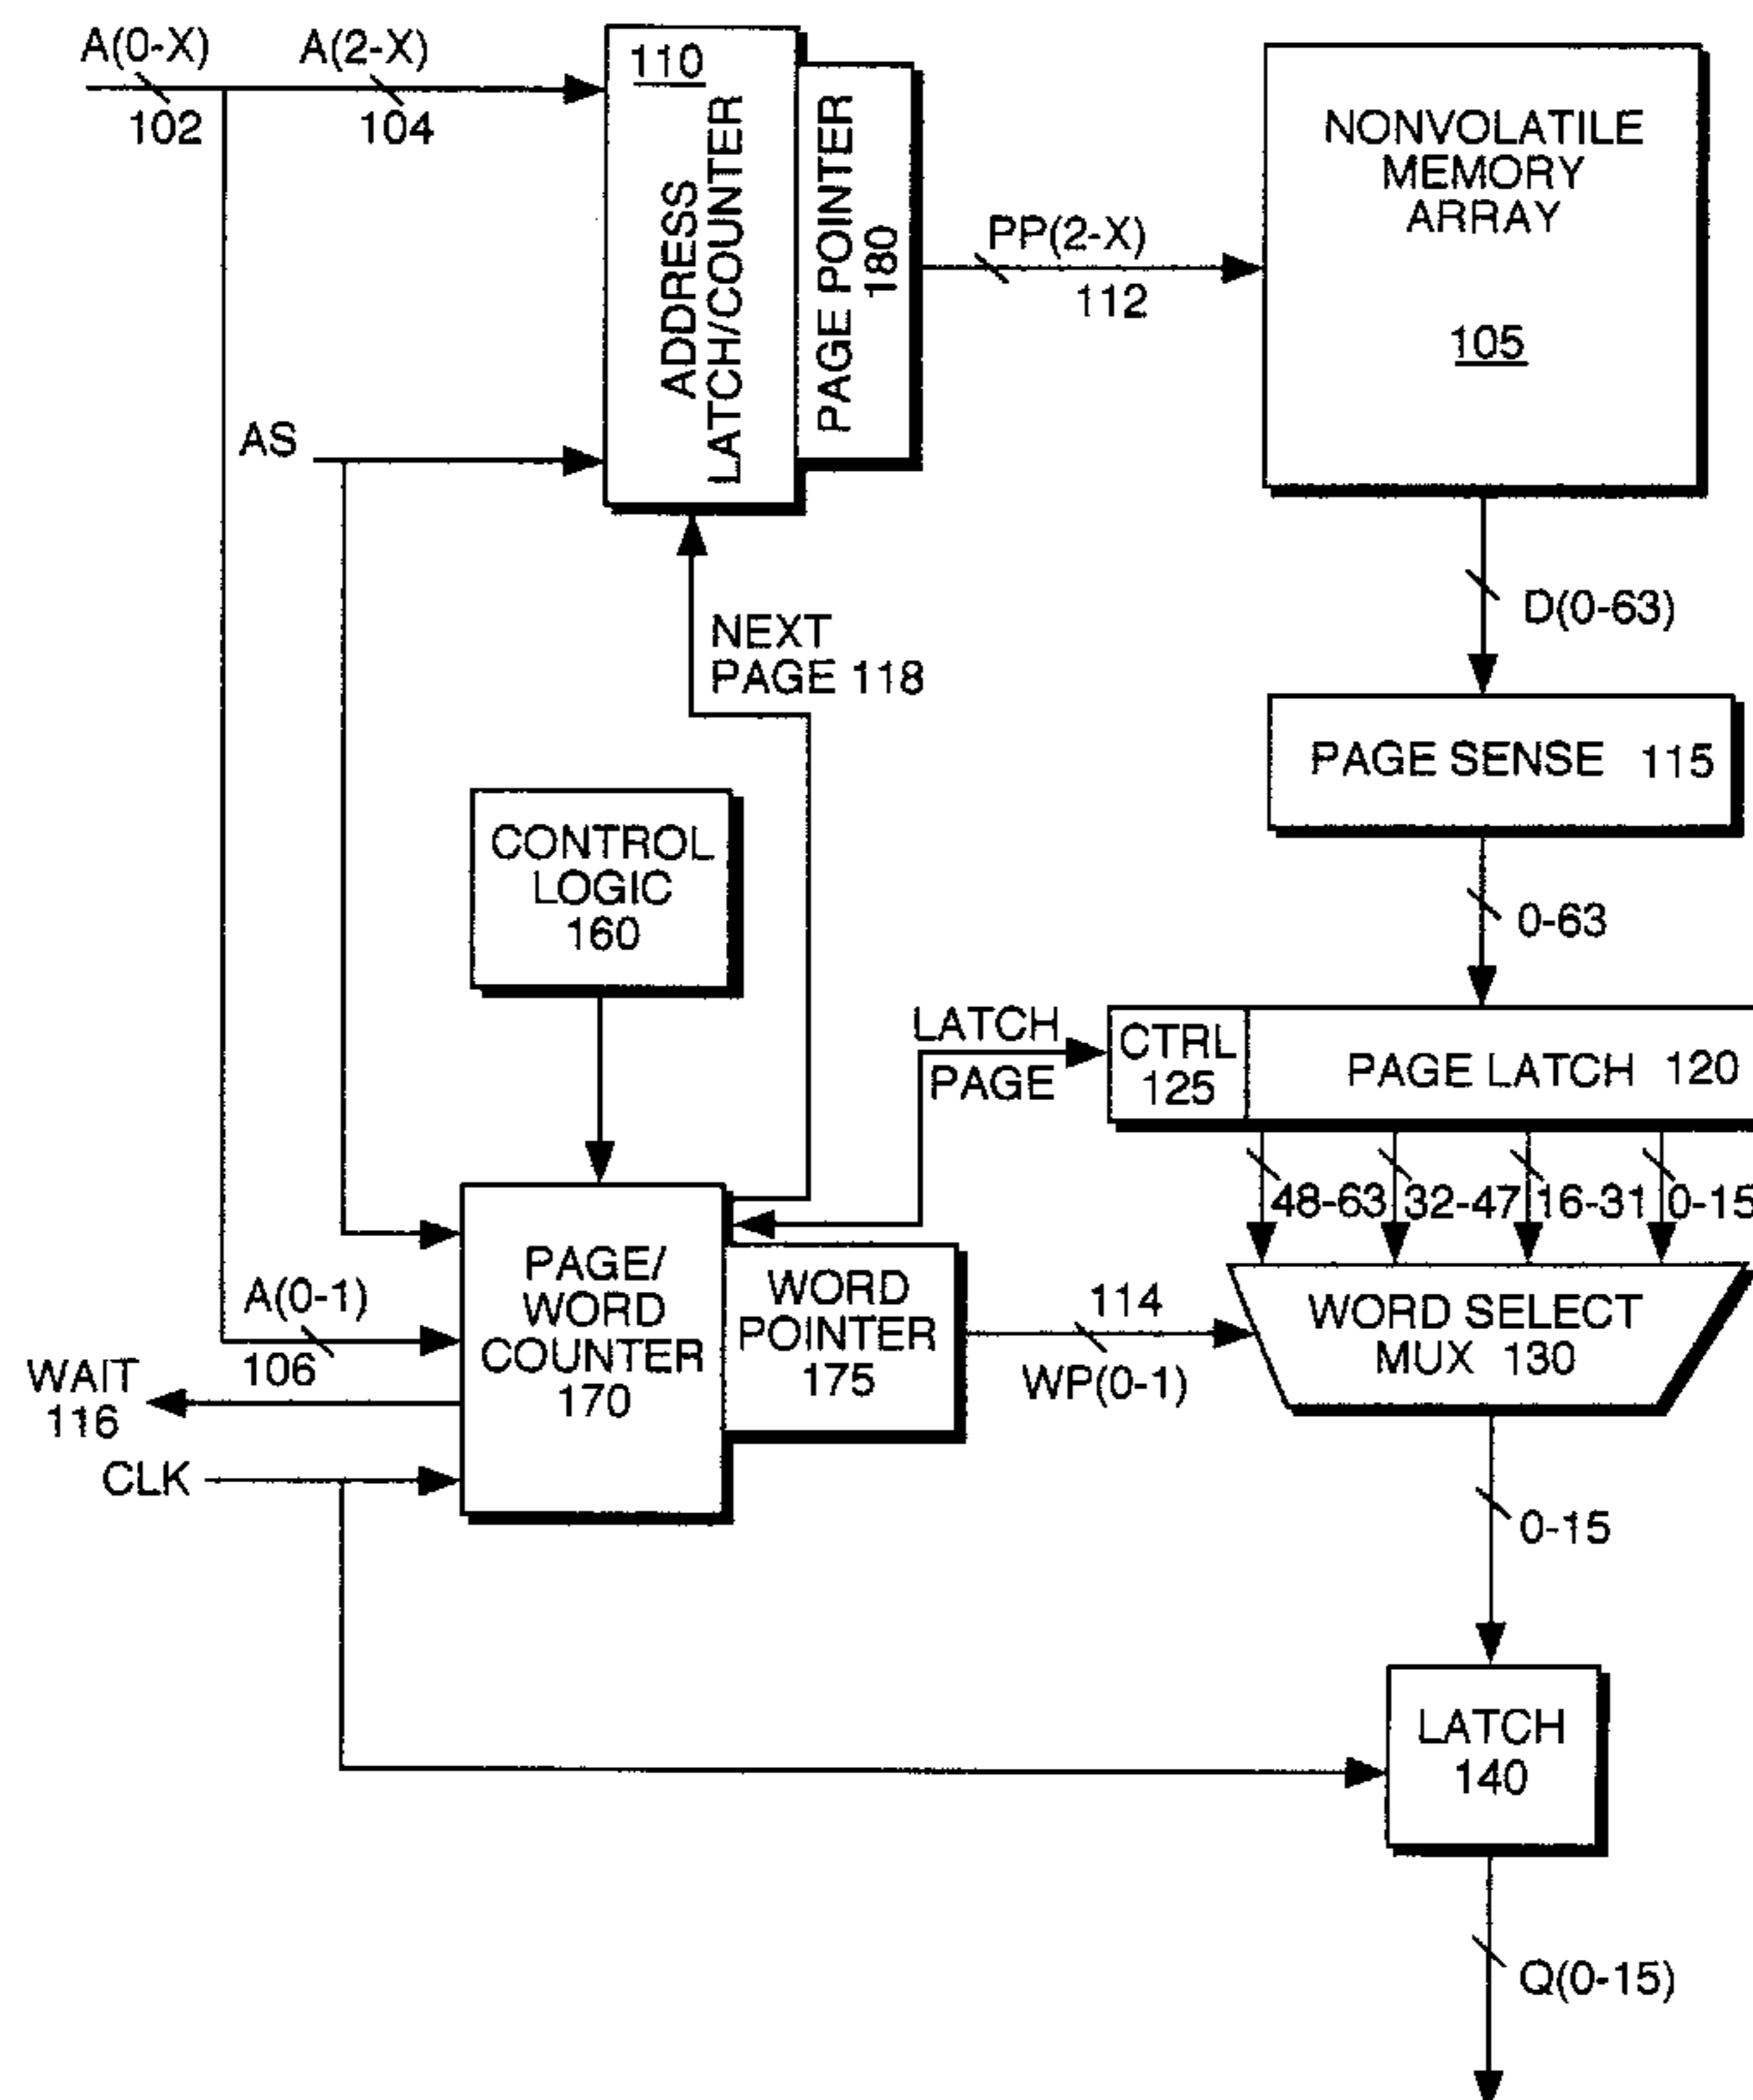 A(0-X)
102
A(2-X)
104
110
ADDRESS
LATCH/COUNTER
PAGE POINTER
180
PP(2-X)
112
NONVOLATILE
MEMORY
ARRAY
105
AS
NEXT
PAGE 118
D(0-63)
PAGE SENSE 115
CONTROL
LOGIC
160
0-63
LATCH
PAGE
CTRL
125
PAGE LATCH 120
48-63
32-47
16-31
0-15
PAGE/
WORD
COUNTER
170
WORD
POINTER
175
A(0-1)
106
WAIT
116
CLK
114
WP(0-1)
WORD SELECT
MUX 130
0-15
LATCH
140
Q(0-15)